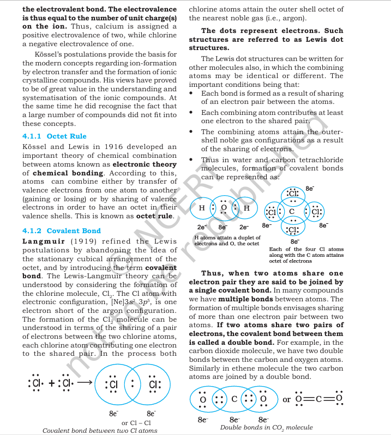 the electrovalent bond. The electrovalence
is thus equal to the number of unit charge(s)
on the ion. Thus, calcium is assigned a
positive electrovalence of two, while chlorine
a negative electrovalence of one.
Kössel's postulations provide the basis for
the modern concepts regarding ion-formation
by electron transfer and the formation of ionic
crystalline compounds. His views have proved
to be of great value in the understanding and
systematisation of the ionic compounds. At
the same time he did recognise the fact that
a large number of compounds did not fit into
these concepts.
4.1.1 Octet Rule
Kössel and Lewis in 1916 developed an
important theory of chemical combination
between atoms known as electronic theory
of chemical bonding. According to this,
atoms can combine either by transfer of
valence electrons from one atom to another
(gaining or losing) or by sharing of valence
electrons in order to have an octet in their
valence shells. This is known as octet rule.
4.1.2 Covalent Bond
Langmuir (1919) refined the Lewis
postulations by abandoning the idea of
the stationary cubical arrangement of the
octet, and by introducing the term covalent
bond. The Lewis-Langmuir theory can be
understood by considering the formation of
the chlorine molecule, Cl₂. The Cl atom with
electronic configuration, [Ne]3s² 3p⁵, is one
electron short of the argon configuration.
The formation of the Cl₂ molecule can be
understood in terms of the sharing of a pair
of electrons between the two chlorine atoms,
each chlorine atom contributing one electron
to the shared pair. In the process both
Cl + Cl → Cl Cl
8e⁻ 8e⁻
or Cl – Cl
Covalent bond between two Cl atoms
chlorine atoms attain the outer shell octet of
the nearest noble gas (i.e., argon).
The dots represent electrons. Such
structures are referred to as Lewis dot
structures.
The Lewis dot structures can be written for
other molecules also, in which the combining
atoms may be identical or different. The
important conditions being that:
• Each bond is formed as a result of sharing
of an electron pair between the atoms.
• Each combining atom contributes at least
one electron to the shared pair.
• The combining atoms attain the outer-
shell noble gas configurations as a result
of the sharing of electrons.
• Thus in water and carbon tetrachloride
molecules, formation of covalent bonds
can be represented as:
H O H
2e⁻ 8e⁻ 2e⁻
H atoms attain a duplet of
electrons and O, the octet
8e⁻
Cl
Cl C Cl
Cl
8e⁻ 8e⁻
8e⁻
Each of the four Cl atoms
along with the C atom attains
octet of electrons
Thus, when two atoms share one
electron pair they are said to be joined by
a single covalent bond. In many compounds
we have multiple bonds between atoms. The
formation of multiple bonds envisages sharing
of more than one electron pair between two
atoms. If two atoms share two pairs of
electrons, the covalent bond between them
is called a double bond. For example, in the
carbon dioxide molecule, we have two double
bonds between the carbon and oxygen atoms.
Similarly in ethene molecule the two carbon
atoms are joined by a double bond.
O C O or O=C=O
8e⁻ 8e⁻ 8e⁻
Double bonds in CO₂ molecule